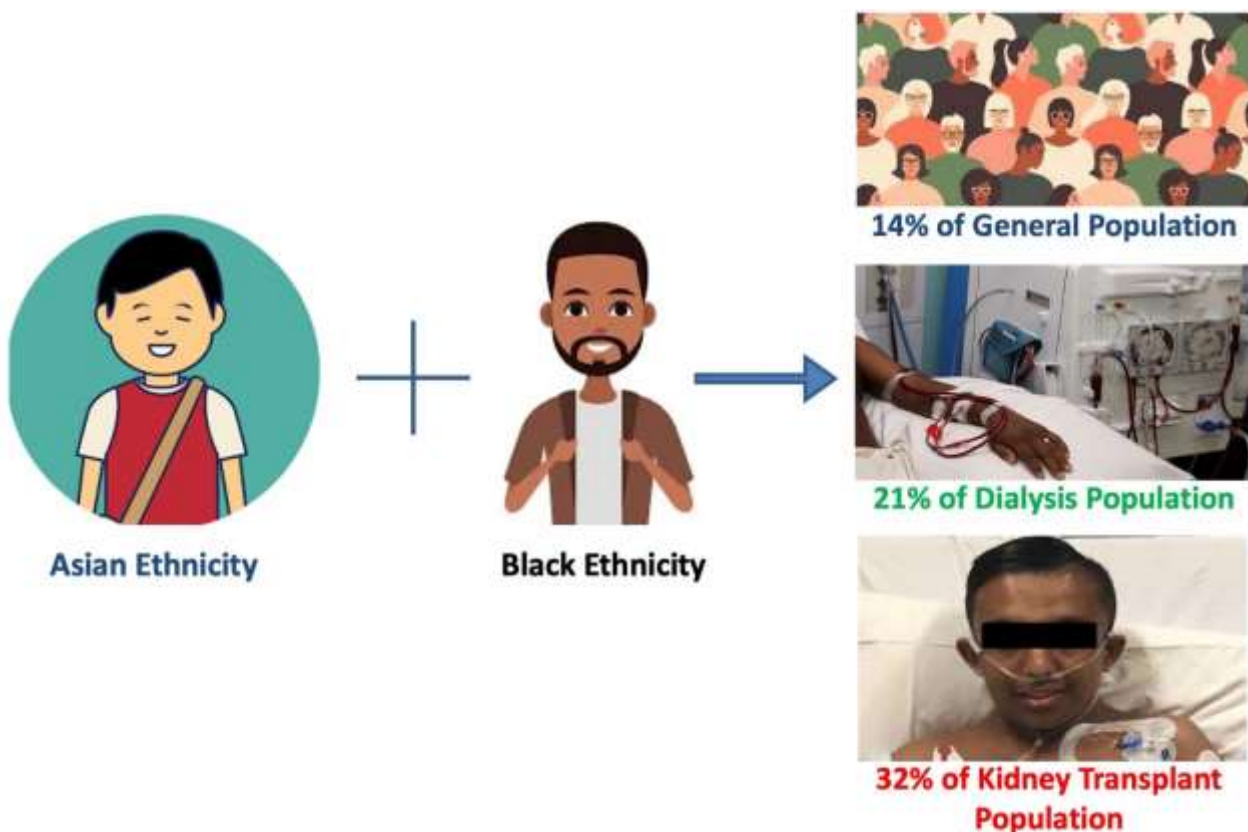 14% of General Population
21% of Dialysis Population
Asian Ethnicity
Black Ethnicity
32% of Kidney Transplant
Population